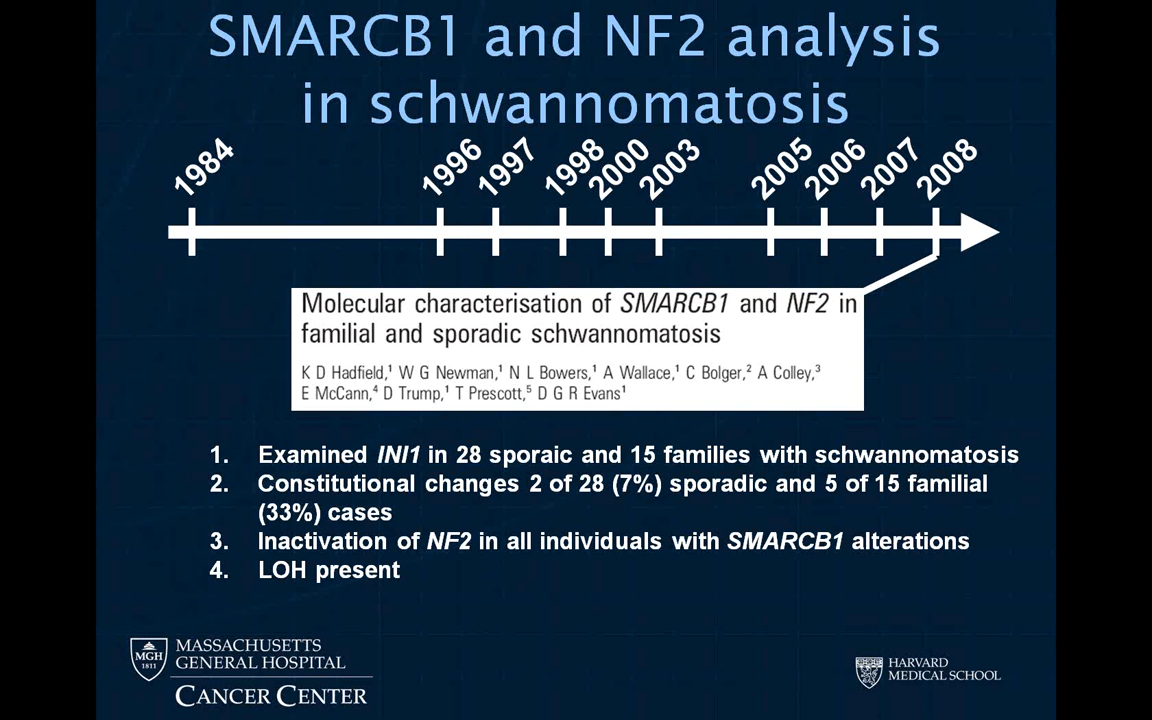 SMARCB1 and NF2 analysis
in schwannomatosis
1984 1996 1997 1998 2000 2003 2005 2006 2007 2008
Molecular characterisation of SMARCB1 and NF2 in
familial and sporadic schwannomatosis
K D Hadfield,¹ W G Newman,¹ N L Bowers,¹ A Wallace,¹ C Bolger,² A Colley,³
E McCann,⁴ D Trump,¹ T Prescott,⁵ D G R Evans¹
1. Examined INI1 in 28 sporaic and 15 families with schwannomatosis
2. Constitutional changes 2 of 28 (7%) sporadic and 5 of 15 familial
(33%) cases
3. Inactivation of NF2 in all individuals with SMARCB1 alterations
4. LOH present
MGH
1811
MASSACHUSETTS
GENERAL HOSPITAL
CANCER CENTER
HARVARD
MEDICAL SCHOOL